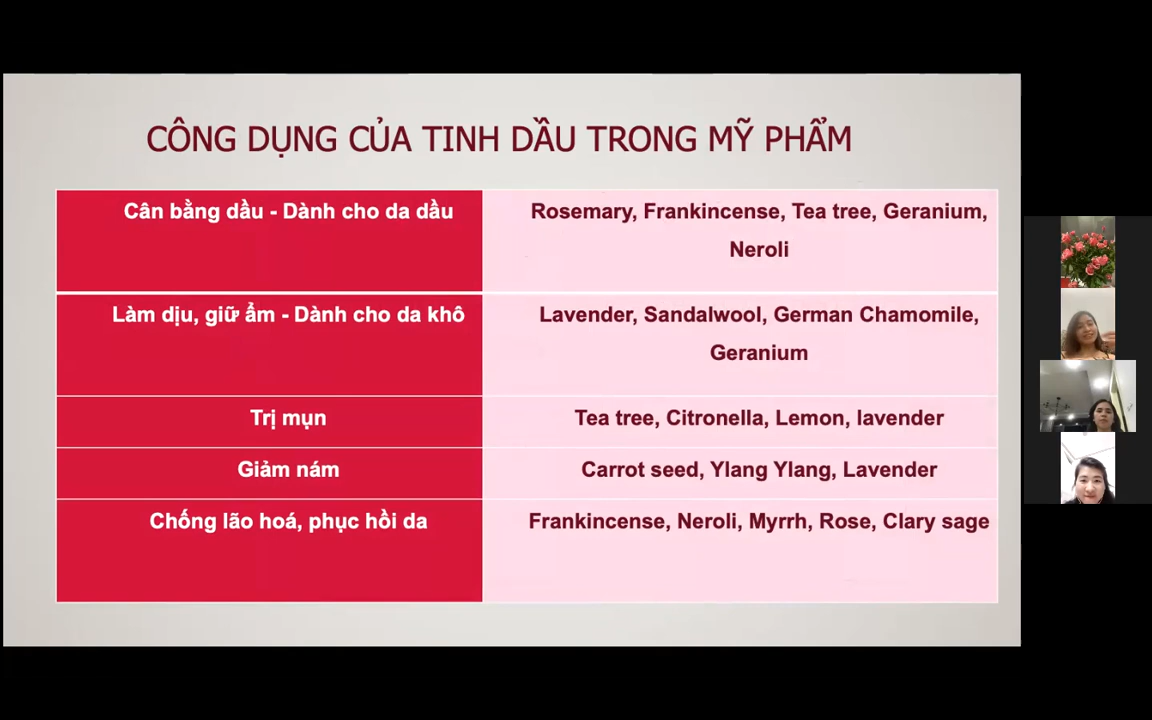 CÔNG DỤNG CỦA TINH DẦU TRONG MỸ PHẨM
Cân bằng dầu - Dành cho da dầu
Rosemary, Frankincense, Tea tree, Geranium,
Neroli
Làm dịu, giữ ẩm - Dành cho da khô
Lavender, Sandalwool, German Chamomile,
Geranium
Trị mụn
Tea tree, Citronella, Lemon, lavender
Giảm nám
Carrot seed, Ylang Ylang, Lavender
Chống lão hoá, phục hồi da
Frankincense, Neroli, Myrrh, Rose, Clary sage